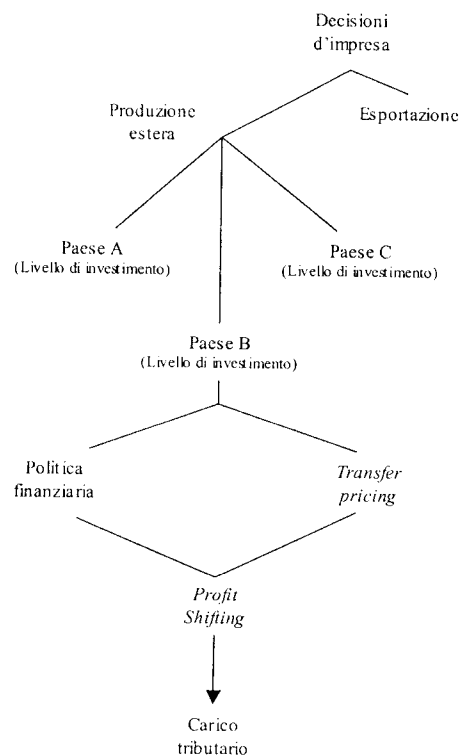 Decisioni
d'impresa
Produzione
estera
Esportazione
Paese A
(Livello di investimento)
Paese C
(Livello di investimento)
Paese B
(Livello di investimento)
Politica
finanziaria
Transfer
pricing
Profit
Shifting
Carico
tributario